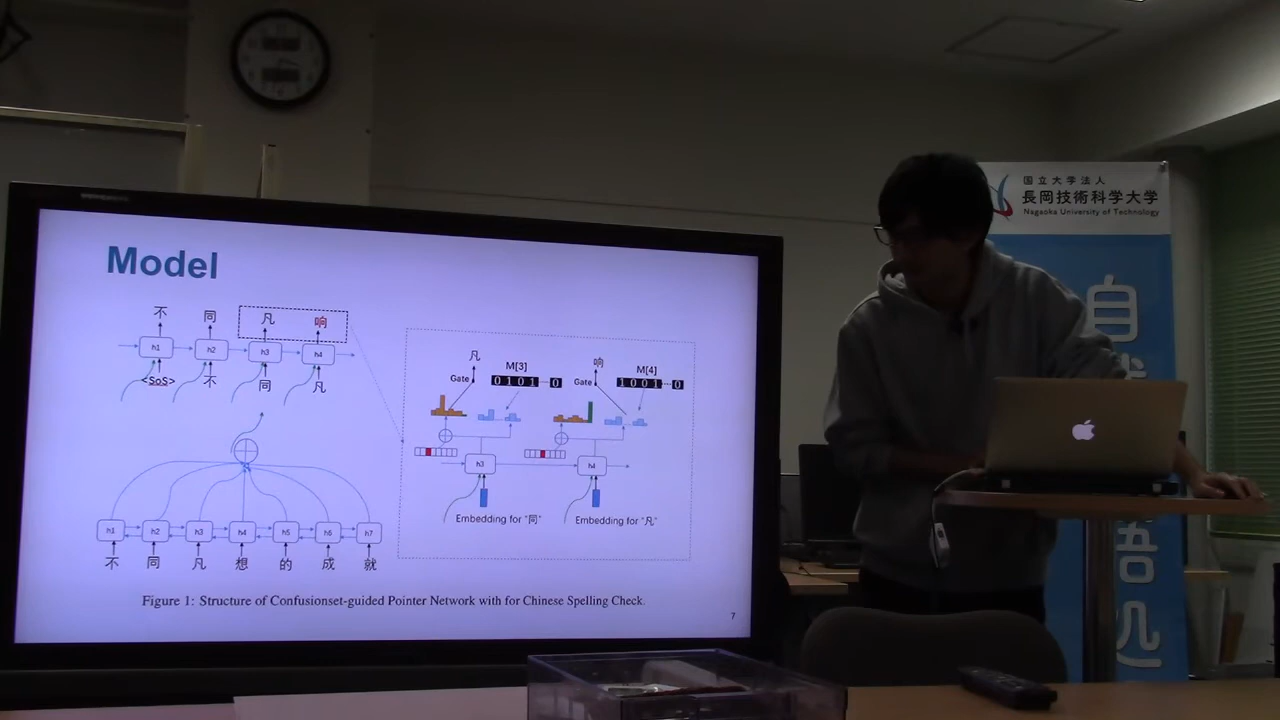 Model
不 同 凡 响
h1 h2 h3 h4
<SoS> 不 同 凡
h1 h2 h3 h4 h5 h6 h7
不 同 凡 想 的 成 就
凡 响
M[3] M[4]
Gate 0 1 0 1 0 Gate 1 0 0 1 0
h3 h4
Embedding for "同" Embedding for "凡"
Figure 1: Structure of Confusionset-guided Pointer Network with for Chinese Spelling Check.
7
国立大学法人
長岡技術科学大学
Nagaoka University of Technology
自